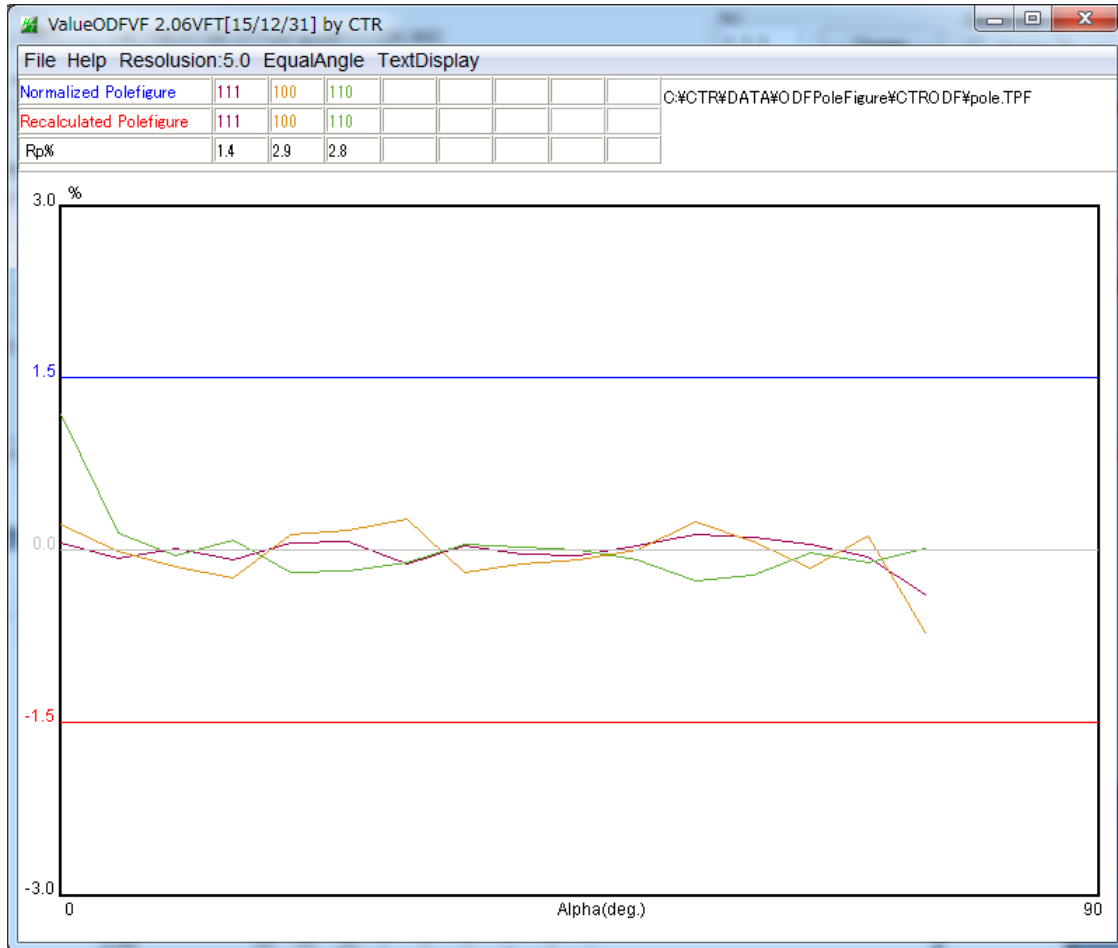 ValueODFVF 2.06VFT[15/12/31] by CTR
File Help Resolusion:5.0 EqualAngle TextDisplay
Normalized Polefigure 111 100 110
C:¥CTR¥DATA¥ODFPoleFigure¥CTRODF¥pole.TPF
Recalculated Polefigure 111 100 110
Rp% 1.4 2.9 2.8
3.0 %
1.5
0.0
-1.5
-3.0
0 Alpha(deg.) 90